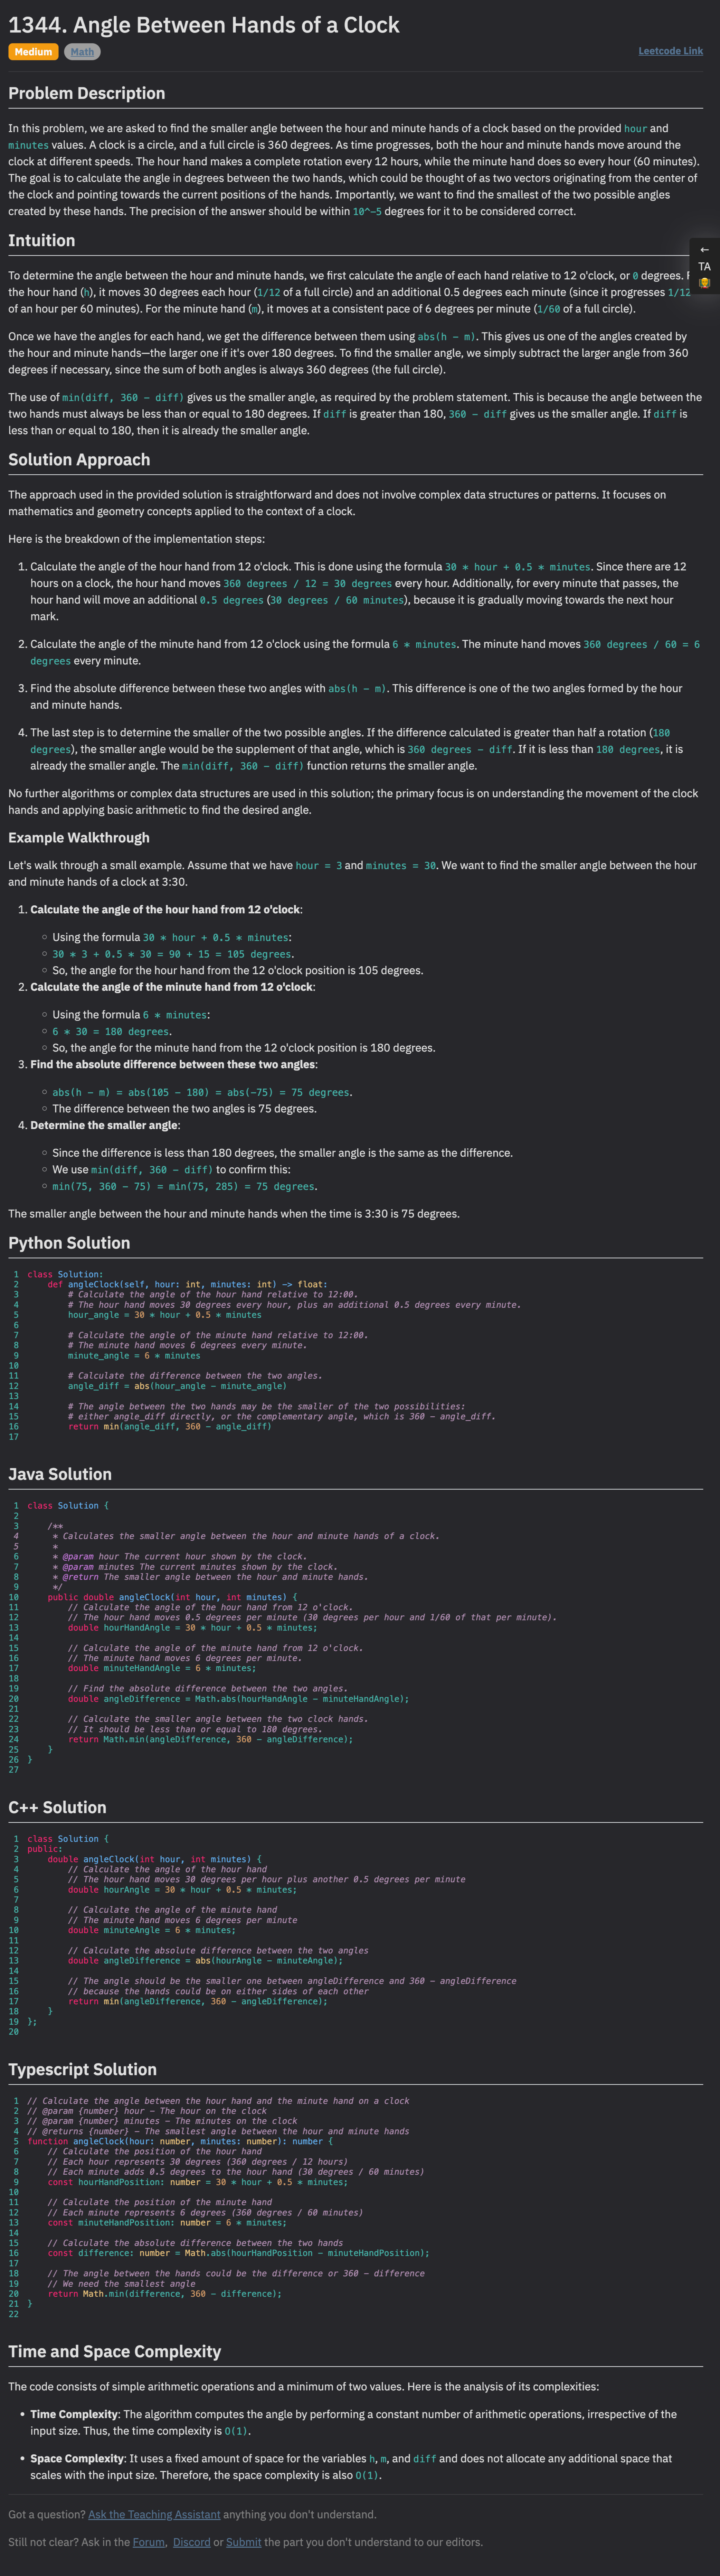 1344. Angle Between Hands of a Clock
Medium Math
Leetcode Link
Problem Description
In this problem, we are asked to find the smaller angle between the hour and minute hands of a clock based on the provided hour and
minutes values. A clock is a circle, and a full circle is 360 degrees. As time progresses, both the hour and minute hands move around the
clock at different speeds. The hour hand makes a complete rotation every 12 hours, while the minute hand does so every hour (60 minutes).
The goal is to calculate the angle in degrees between the two hands, which could be thought of as two vectors originating from the center of
the clock and pointing towards the current positions of the hands. Importantly, we want to find the smallest of the two possible angles
created by these hands. The precision of the answer should be within 10^-5 degrees for it to be considered correct.
Intuition
←
TA
To determine the angle between the hour and minute hands, we first calculate the angle of each hand relative to 12 o'clock, or 0 degrees.
the hour hand (h), it moves 30 degrees each hour (1/12 of a full circle) and an additional 0.5 degrees each minute (since it progresses 1/12
of an hour per 60 minutes). For the minute hand (m), it moves at a consistent pace of 6 degrees per minute (1/60 of a full circle).
Once we have the angles for each hand, we get the difference between them using abs(h - m). This gives us one of the angles created by
the hour and minute hands—the larger one if it's over 180 degrees. To find the smaller angle, we simply subtract the larger angle from 360
degrees if necessary, since the sum of both angles is always 360 degrees (the full circle).
The use of min(diff, 360 - diff) gives us the smaller angle, as required by the problem statement. This is because the angle between the
two hands must always be less than or equal to 180 degrees. If diff is greater than 180, 360 - diff gives us the smaller angle. If diff is
less than or equal to 180, then it is already the smaller angle.
Solution Approach
The approach used in the provided solution is straightforward and does not involve complex data structures or patterns. It focuses on
mathematics and geometry concepts applied to the context of a clock.
Here is the breakdown of the implementation steps:
1. Calculate the angle of the hour hand from 12 o'clock. This is done using the formula 30 * hour + 0.5 * minutes. Since there are 12
hours on a clock, the hour hand moves 360 degrees / 12 = 30 degrees every hour. Additionally, for every minute that passes, the
hour hand will move an additional 0.5 degrees (30 degrees / 60 minutes), because it is gradually moving towards the next hour
mark.
2. Calculate the angle of the minute hand from 12 o'clock using the formula 6 * minutes. The minute hand moves 360 degrees / 60 = 6
degrees every minute.
3. Find the absolute difference between these two angles with abs(h - m). This difference is one of the two angles formed by the hour
and minute hands.
4. The last step is to determine the smaller of the two possible angles. If the difference calculated is greater than half a rotation (180
degrees), the smaller angle would be the supplement of that angle, which is 360 degrees - diff. If it is less than 180 degrees, it is
already the smaller angle. The min(diff, 360 - diff) function returns the smaller angle.
No further algorithms or complex data structures are used in this solution; the primary focus is on understanding the movement of the clock
hands and applying basic arithmetic to find the desired angle.
Example Walkthrough
Let's walk through a small example. Assume that we have hour = 3 and minutes = 30. We want to find the smaller angle between the hour
and minute hands of a clock at 3:30.
1. Calculate the angle of the hour hand from 12 o'clock:
○ Using the formula 30 * hour + 0.5 * minutes:
○ 30 * 3 + 0.5 * 30 = 90 + 15 = 105 degrees.
○ So, the angle for the hour hand from the 12 o'clock position is 105 degrees.
2. Calculate the angle of the minute hand from 12 o'clock:
○ Using the formula 6 * minutes:
○ 6 * 30 = 180 degrees.
○ So, the angle for the minute hand from the 12 o'clock position is 180 degrees.
3. Find the absolute difference between these two angles:
○ abs(h - m) = abs(105 - 180) = abs(-75) = 75 degrees.
○ The difference between the two angles is 75 degrees.
4. Determine the smaller angle:
○ Since the difference is less than 180 degrees, the smaller angle is the same as the difference.
○ We use min(diff, 360 - diff) to confirm this:
○ min(75, 360 - 75) = min(75, 285) = 75 degrees.
The smaller angle between the hour and minute hands when the time is 3:30 is 75 degrees.
Python Solution
1 class Solution:
2     def angleClock(self, hour: int, minutes: int) -> float:
3         # Calculate the angle of the hour hand relative to 12:00.
4         # The hour hand moves 30 degrees every hour, plus an additional 0.5 degrees every minute.
5         hour_angle = 30 * hour + 0.5 * minutes
6
7         # Calculate the angle of the minute hand relative to 12:00.
8         # The minute hand moves 6 degrees every minute.
9         minute_angle = 6 * minutes
10
11         # Calculate the difference between the two angles.
12         angle_diff = abs(hour_angle - minute_angle)
13
14         # The angle between the two hands may be the smaller of the two possibilities:
15         # either angle_diff directly, or the complementary angle, which is 360 - angle_diff.
16         return min(angle_diff, 360 - angle_diff)
17
Java Solution
1 class Solution {
2
3     /**
4      * Calculates the smaller angle between the hour and minute hands of a clock.
5      *
6      * @param hour The current hour shown by the clock.
7      * @param minutes The current minutes shown by the clock.
8      * @return The smaller angle between the hour and minute hands.
9      */
10     public double angleClock(int hour, int minutes) {
11         // Calculate the angle of the hour hand from 12 o'clock.
12         // The hour hand moves 0.5 degrees per minute (30 degrees per hour and 1/60 of that per minute).
13         double hourHandAngle = 30 * hour + 0.5 * minutes;
14
15         // Calculate the angle of the minute hand from 12 o'clock.
16         // The minute hand moves 6 degrees per minute.
17         double minuteHandAngle = 6 * minutes;
18
19         // Find the absolute difference between the two angles.
20         double angleDifference = Math.abs(hourHandAngle - minuteHandAngle);
21
22         // Calculate the smaller angle between the two clock hands.
23         // It should be less than or equal to 180 degrees.
24         return Math.min(angleDifference, 360 - angleDifference);
25     }
26 }
27
C++ Solution
1 class Solution {
2 public:
3     double angleClock(int hour, int minutes) {
4         // Calculate the angle of the hour hand
5         // The hour hand moves 30 degrees per hour plus another 0.5 degrees per minute
6         double hourAngle = 30 * hour + 0.5 * minutes;
7
8         // Calculate the angle of the minute hand
9         // The minute hand moves 6 degrees per minute
10         double minuteAngle = 6 * minutes;
11
12         // Calculate the absolute difference between the two angles
13         double angleDifference = abs(hourAngle - minuteAngle);
14
15         // The angle should be the smaller one between angleDifference and 360 - angleDifference
16         // because the hands could be on either sides of each other
17         return min(angleDifference, 360 - angleDifference);
18     }
19 };
20
Typescript Solution
1 // Calculate the angle between the hour hand and the minute hand on a clock
2 // @param {number} hour - The hour on the clock
3 // @param {number} minutes - The minutes on the clock
4 // @returns {number} - The smallest angle between the hour and minute hands
5 function angleClock(hour: number, minutes: number): number {
6     // Calculate the position of the hour hand
7     // Each hour represents 30 degrees (360 degrees / 12 hours)
8     // Each minute adds 0.5 degrees to the hour hand (30 degrees / 60 minutes)
9     const hourHandPosition: number = 30 * hour + 0.5 * minutes;
10
11     // Calculate the position of the minute hand
12     // Each minute represents 6 degrees (360 degrees / 60 minutes)
13     const minuteHandPosition: number = 6 * minutes;
14
15     // Calculate the absolute difference between the two hands
16     const difference: number = Math.abs(hourHandPosition - minuteHandPosition);
17
18     // The angle between the hands could be the difference or 360 - difference
19     // We need the smallest angle
20     return Math.min(difference, 360 - difference);
21 }
22
Time and Space Complexity
The code consists of simple arithmetic operations and a minimum of two values. Here is the analysis of its complexities:
• Time Complexity: The algorithm computes the angle by performing a constant number of arithmetic operations, irrespective of the
input size. Thus, the time complexity is O(1).
• Space Complexity: It uses a fixed amount of space for the variables h, m, and diff and does not allocate any additional space that
scales with the input size. Therefore, the space complexity is also O(1).
Got a question? Ask the Teaching Assistant anything you don't understand.
Still not clear? Ask in the Forum, Discord or Submit the part you don't understand to our editors.